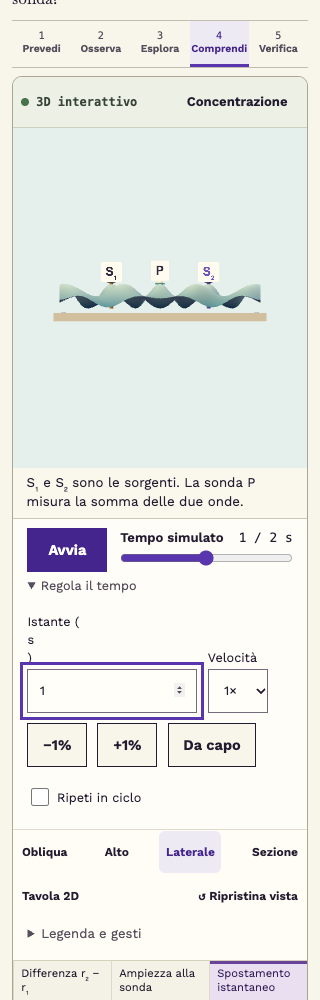 sonda?
1
Prevedi
2
Osserva
3
Esplora
4
Comprendi
5
Verifica
3D interattivo
Concentrazione
S₁
P
S₂
S₁ e S₂ sono le sorgenti. La sonda P
misura la somma delle due onde.
Avvia
Tempo simulato 1 / 2 s
▼ Regola il tempo
Istante (
s
)
Velocità
1
1×
−1%
+1%
Da capo
Ripeti in ciclo
Obliqua
Alto
Laterale
Sezione
Tavola 2D
↺ Ripristina vista
▶ Legenda e gesti
Differenza r₂ −
r₁
Ampiezza alla
sonda
Spostamento
istantaneo